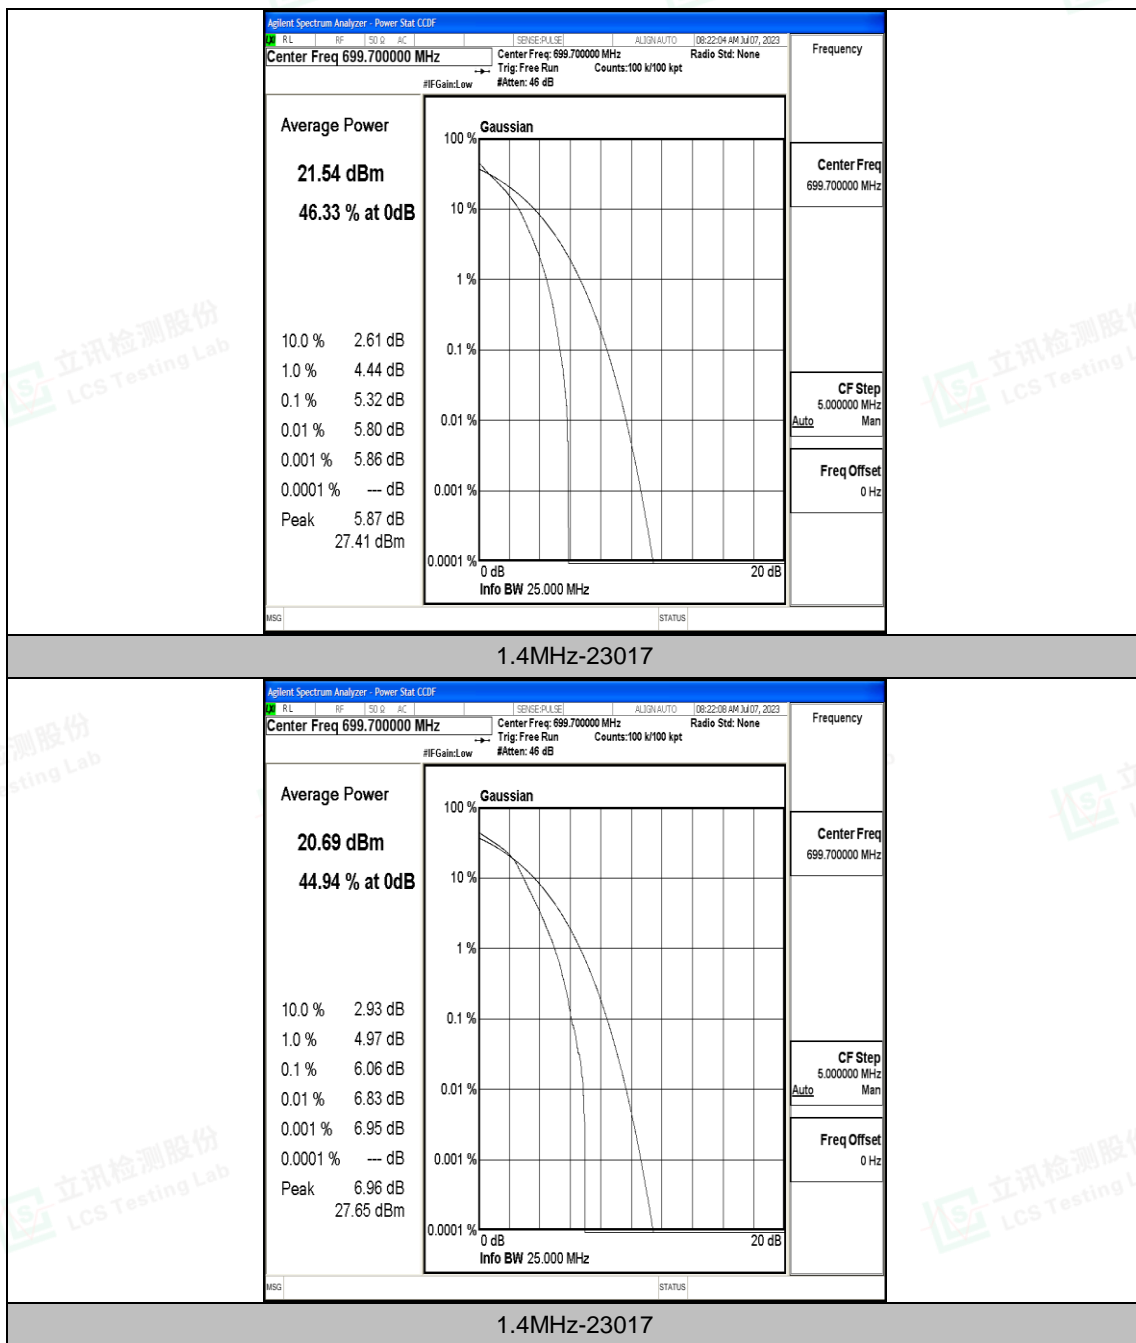 Agilent Spectrum Analyzer - Power Stat CCDF
LXI RL RF 50 Ω AC SENSE:PULSE ALIGN AUTO 08:22:04 AM Jul 07, 2023
Center Freq 699.700000 MHz
Center Freq: 699.700000 MHz Radio Std: None
Trig: Free Run Counts:100 k/100 kpt
#IFGain:Low #Atten: 46 dB
Frequency
Average Power
21.54 dBm
46.33 % at 0dB
10.0 % 2.61 dB
1.0 % 4.44 dB
0.1 % 5.32 dB
0.01 % 5.80 dB
0.001 % 5.86 dB
0.0001 % --- dB
Peak 5.87 dB
27.41 dBm
Gaussian
100 %
10 %
1 %
0.1 %
0.01 %
0.001 %
0.0001 %
0 dB 20 dB
Info BW 25.000 MHz
Center Freq
699.700000 MHz
CF Step
5.000000 MHz
Auto Man
Freq Offset
0 Hz
MSG STATUS
1.4MHz-23017
Agilent Spectrum Analyzer - Power Stat CCDF
LXI RL RF 50 Ω AC SENSE:PULSE ALIGN AUTO 08:22:08 AM Jul 07, 2023
Center Freq 699.700000 MHz
Center Freq: 699.700000 MHz Radio Std: None
Trig: Free Run Counts:100 k/100 kpt
#IFGain:Low #Atten: 46 dB
Frequency
Average Power
20.69 dBm
44.94 % at 0dB
10.0 % 2.93 dB
1.0 % 4.97 dB
0.1 % 6.06 dB
0.01 % 6.83 dB
0.001 % 6.95 dB
0.0001 % --- dB
Peak 6.96 dB
27.65 dBm
Gaussian
100 %
10 %
1 %
0.1 %
0.01 %
0.001 %
0.0001 %
0 dB 20 dB
Info BW 25.000 MHz
Center Freq
699.700000 MHz
CF Step
5.000000 MHz
Auto Man
Freq Offset
0 Hz
MSG STATUS
1.4MHz-23017
立讯检测股份
LCS Testing Lab
立讯检测股份
LCS Testing Lab